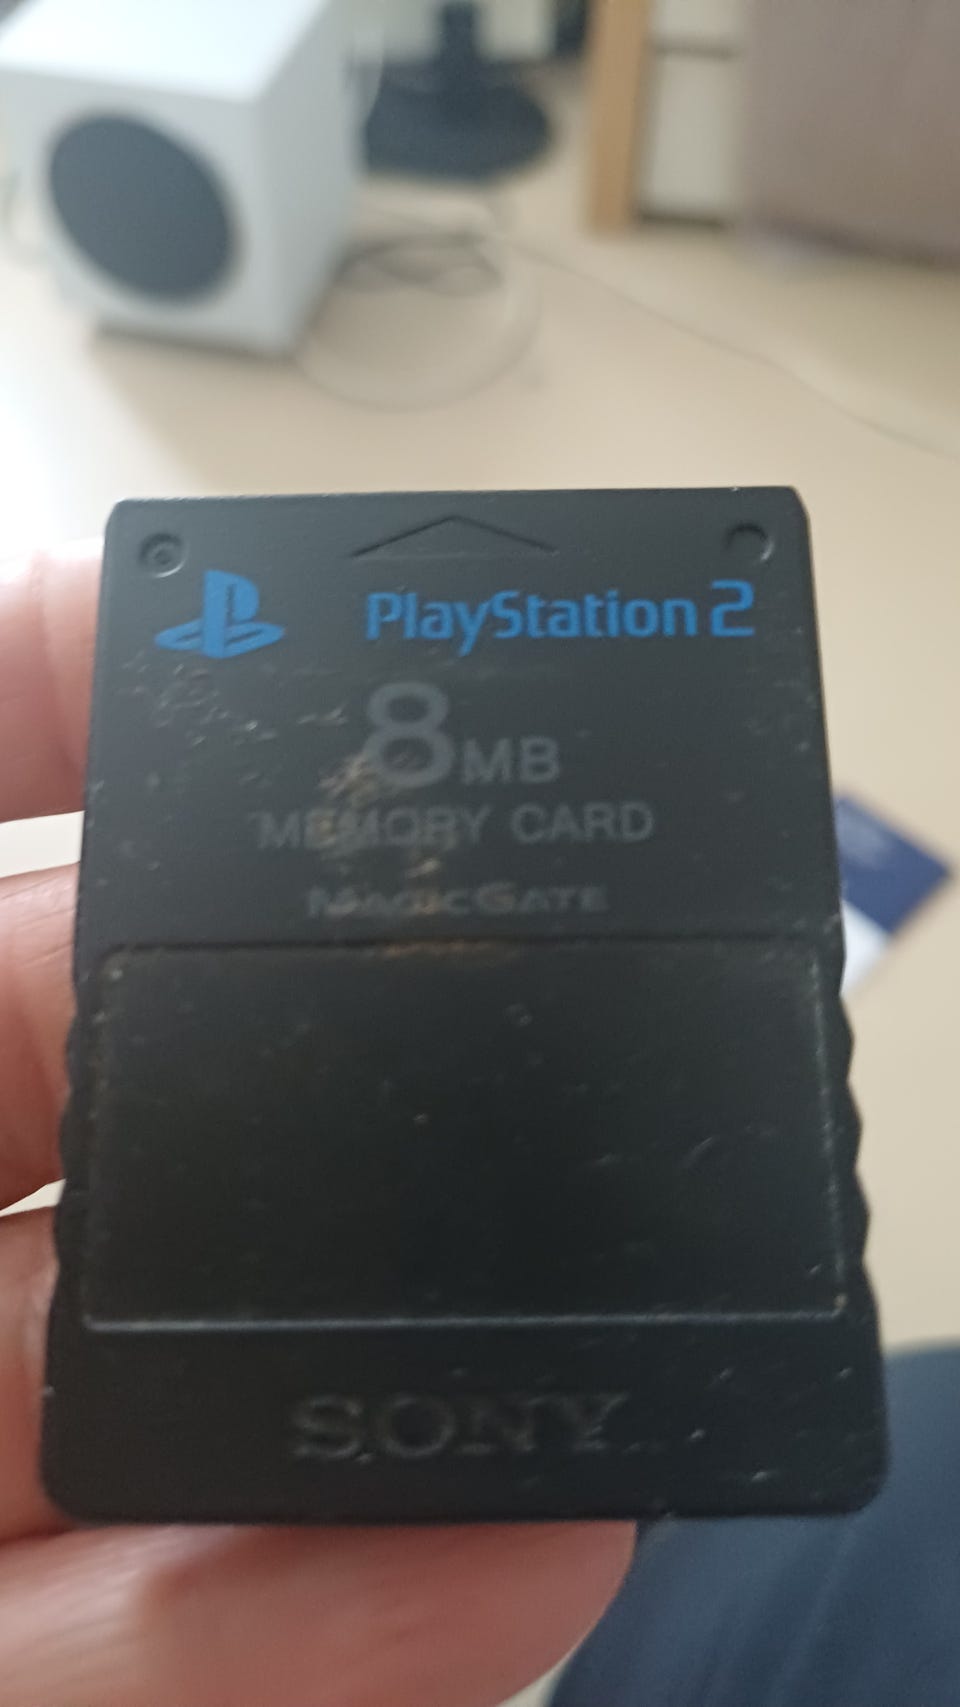 PlayStation 2
8MB
MEMORY CARD
MAGICGATE
SONY